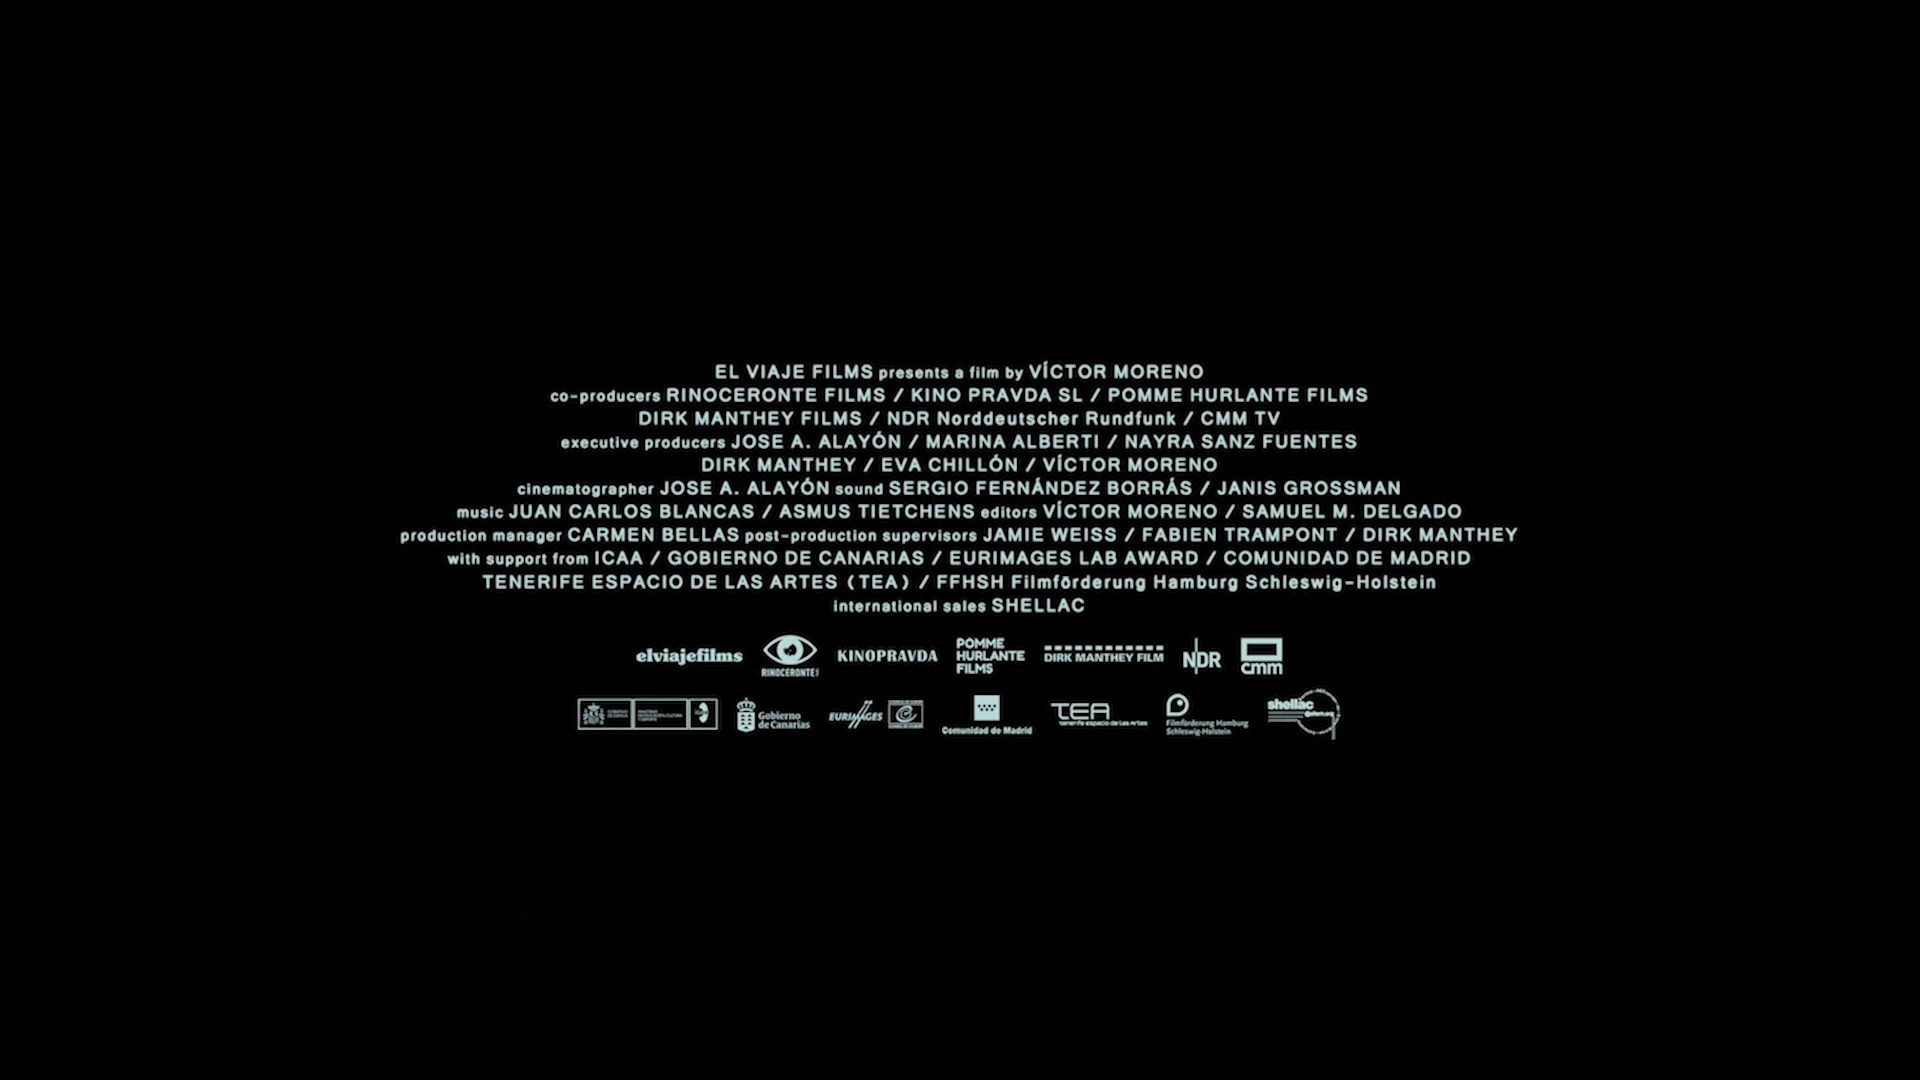 EL VIAJE FILMS presents a film by VÍCTOR MORENO
co-producers RINOCERONTE FILMS / KINO PRAVDA SL / POMME HURLANTE FILMS
DIRK MANTHEY FILMS / NDR Norddeutscher Rundfunk / CMM TV
executive producers JOSE A. ALAYÓN / MARINA ALBERTI / NAYRA SANZ FUENTES
DIRK MANTHEY / EVA CHILLÓN / VÍCTOR MORENO
cinematographer JOSE A. ALAYÓN sound SERGIO FERNÁNDEZ BORRÁS / JANIS GROSSMAN
music JUAN CARLOS BLANCAS / ASMUS TIETCHENS editors VÍCTOR MORENO / SAMUEL M. DELGADO
production manager CARMEN BELLAS post-production supervisors JAMIE WEISS / FABIEN TRAMPONT / DIRK MANTHEY
with support from ICAA / GOBIERNO DE CANARIAS / EURIMAGES LAB AWARD / COMUNIDAD DE MADRID
TENERIFE ESPACIO DE LAS ARTES (TEA) / FFHSH Filmförderung Hamburg Schleswig-Holstein
international sales SHELLAC
elviajefilms
RINOCERONTE
KINOPRAVDA
POMME
HURLANTE
FILMS
DIRK MANTHEY FILM
NDR
cmm
Gobierno
de Canarias
EURIMAGES
Comunidad de Madrid
TEA
tenerife espacio de las artes
Filmförderung Hamburg
Schleswig-Holstein
shellac